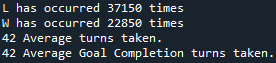 L has occurred 37150 times
W has occurred 22850 times
42 Average turns taken.
42 Average Goal Completion turns taken.